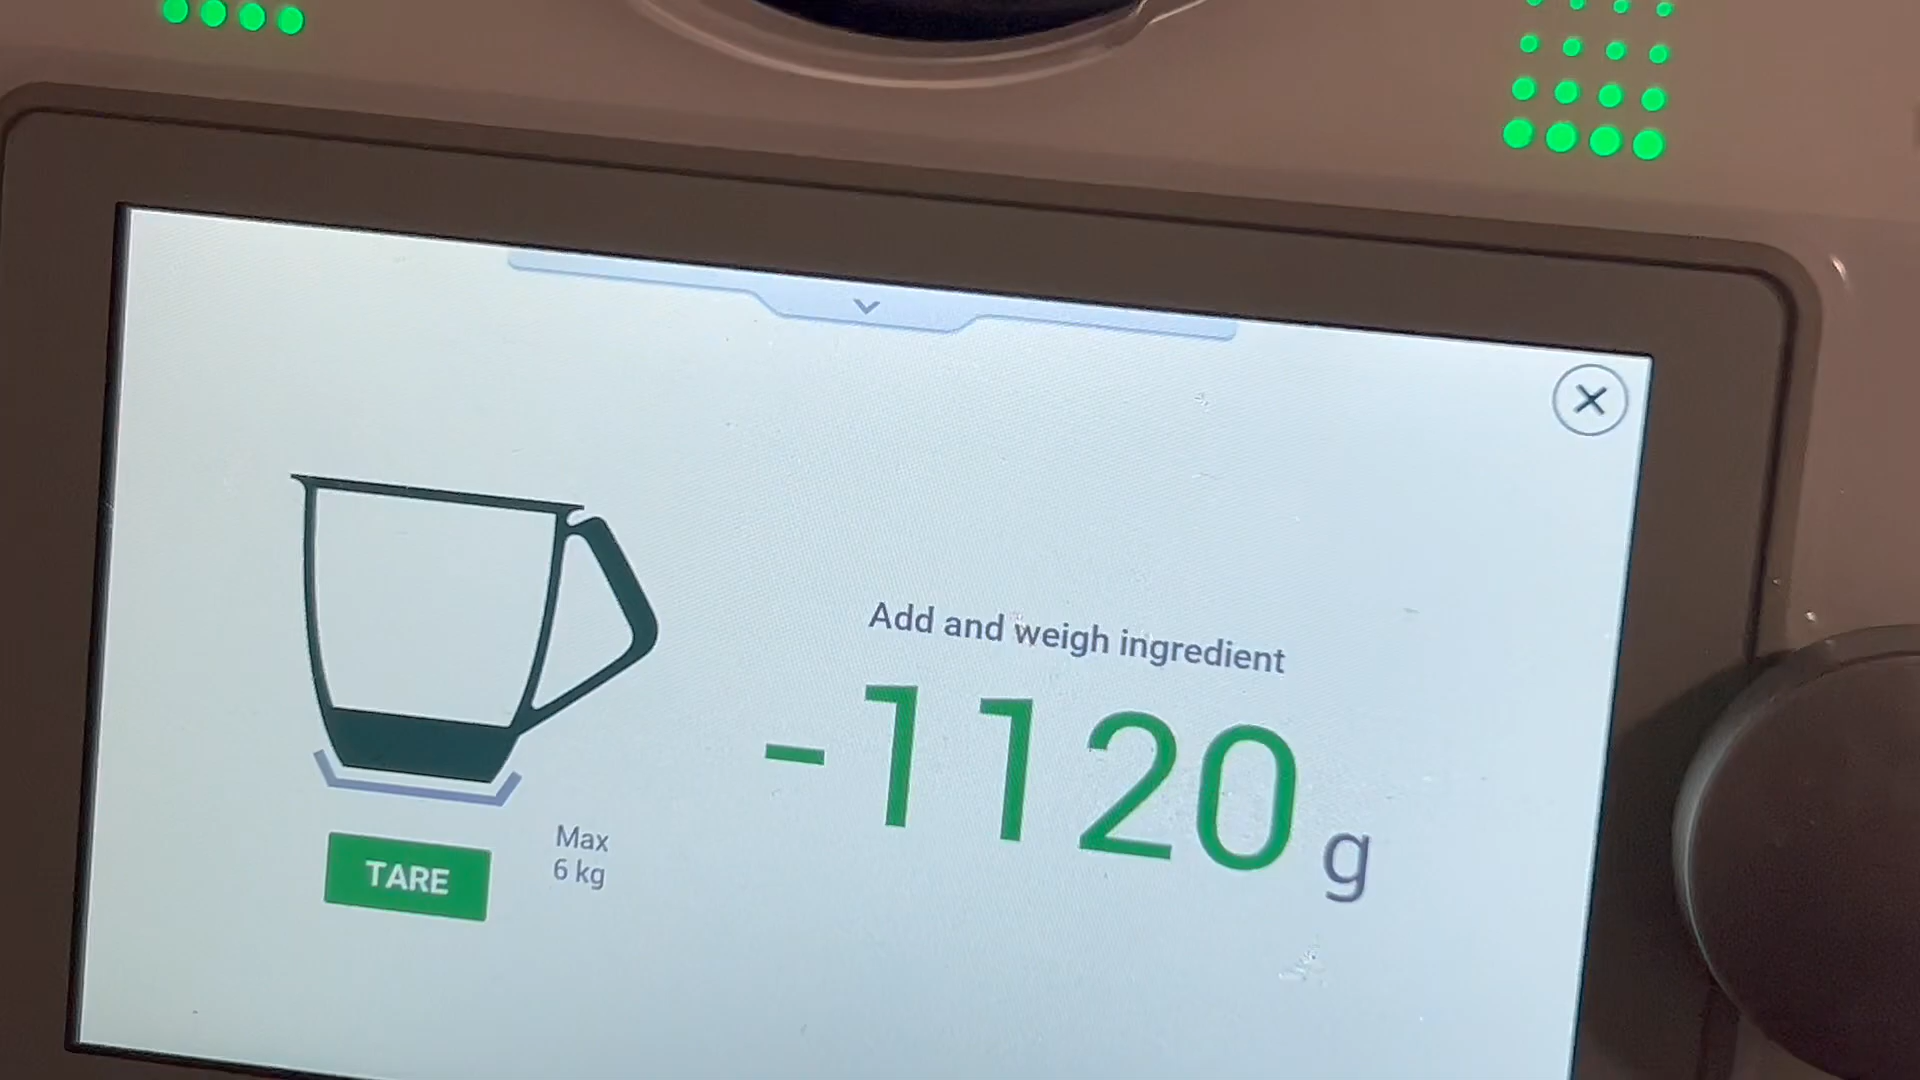 Add and weigh ingredient
-1120 g
Max
6 kg
TARE